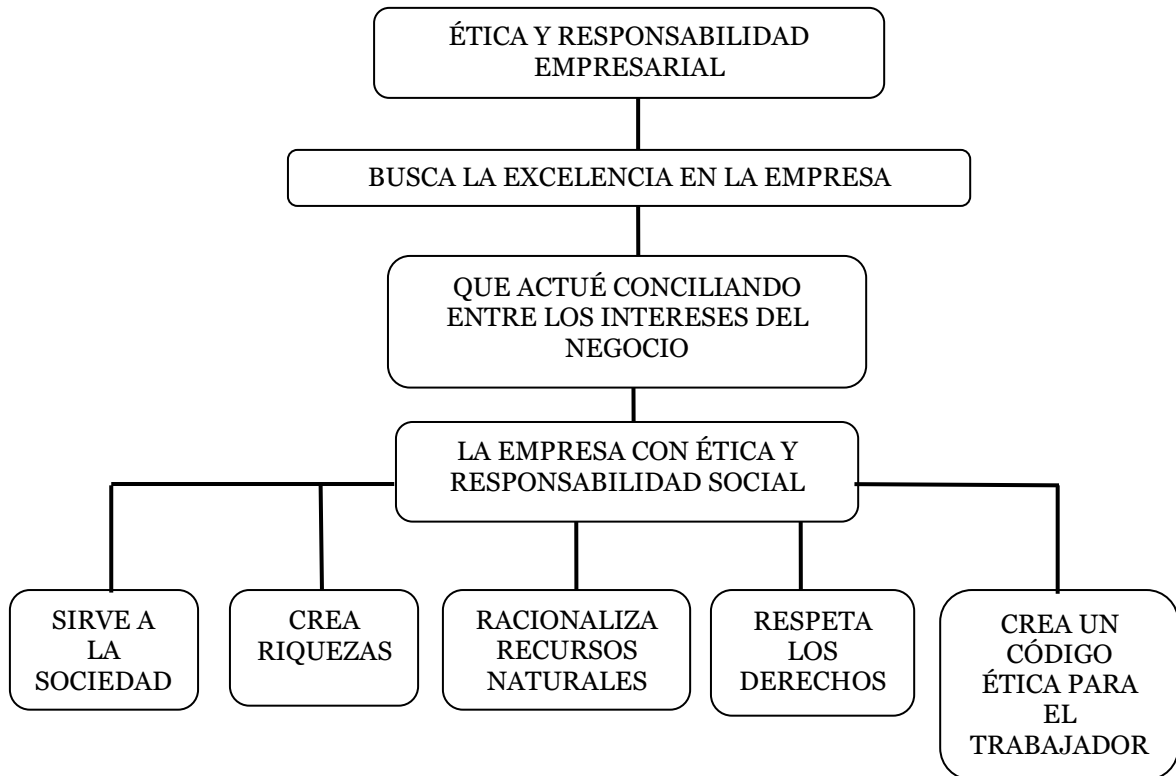 ÉTICA Y RESPONSABILIDAD
EMPRESARIAL
BUSCA LA EXCELENCIA EN LA EMPRESA
QUE ACTUÉ CONCILIANDO
ENTRE LOS INTERESES DEL
NEGOCIO
LA EMPRESA CON ÉTICA Y
RESPONSABILIDAD SOCIAL
SIRVE A
LA
SOCIEDAD
CREA
RIQUEZAS
RACIONALIZA
RECURSOS
NATURALES
RESPETA
LOS
DERECHOS
CREA UN
CÓDIGO
ÉTICA PARA
EL
TRABAJADOR